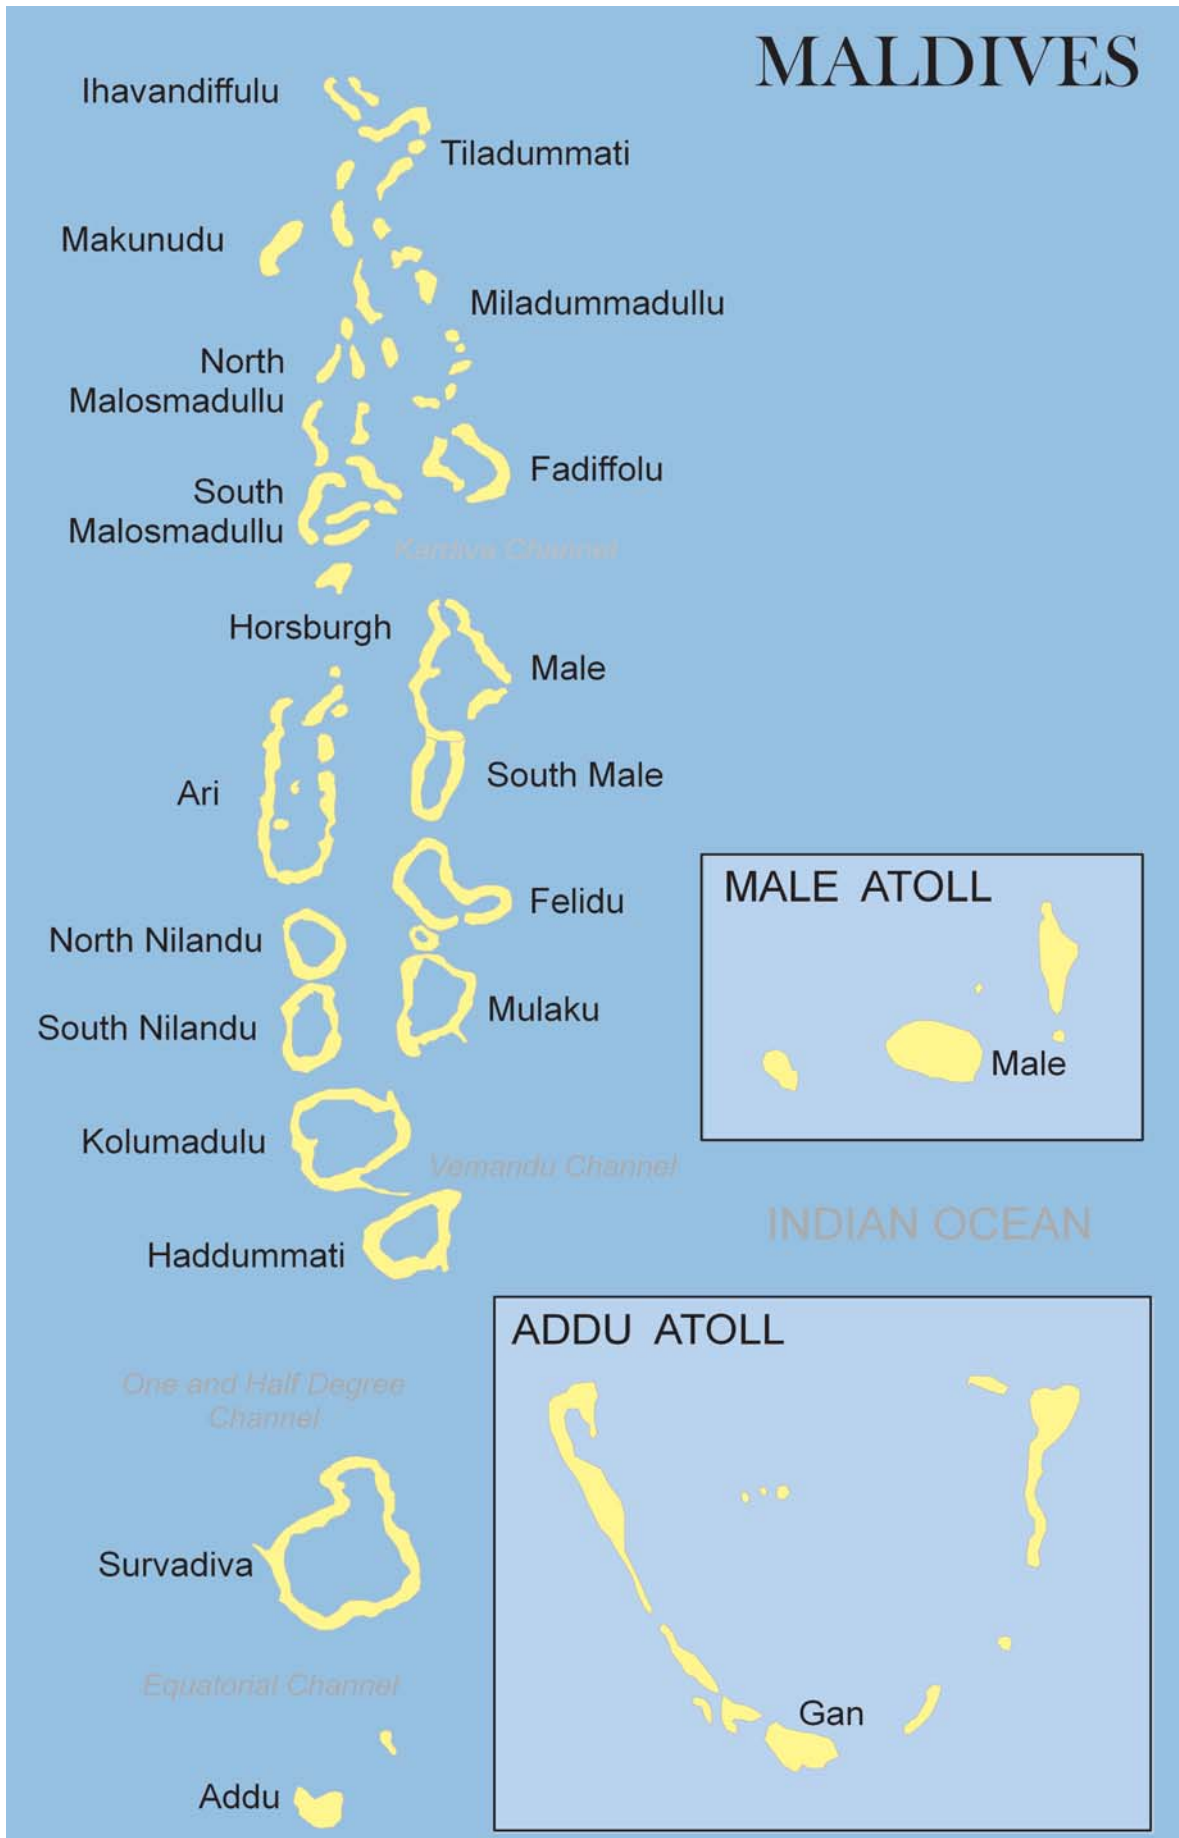 MALDIVES
Ihavandiffulu
Tiladummati
Makunudu
Miladummadullu
North
Malosmadullu
Fadiffolu
South
Malosmadullu
Kardiva Channel
Horsburgh
Male
South Male
Ari
MALE ATOLL
Felidu
North Nilandu
Mulaku
South Nilandu
Male
Kolumadulu
Vemandu Channel
INDIAN OCEAN
Haddummati
ADDU ATOLL
One and Half Degree
Channel
Survadiva
Equatorial Channel
Gan
Addu